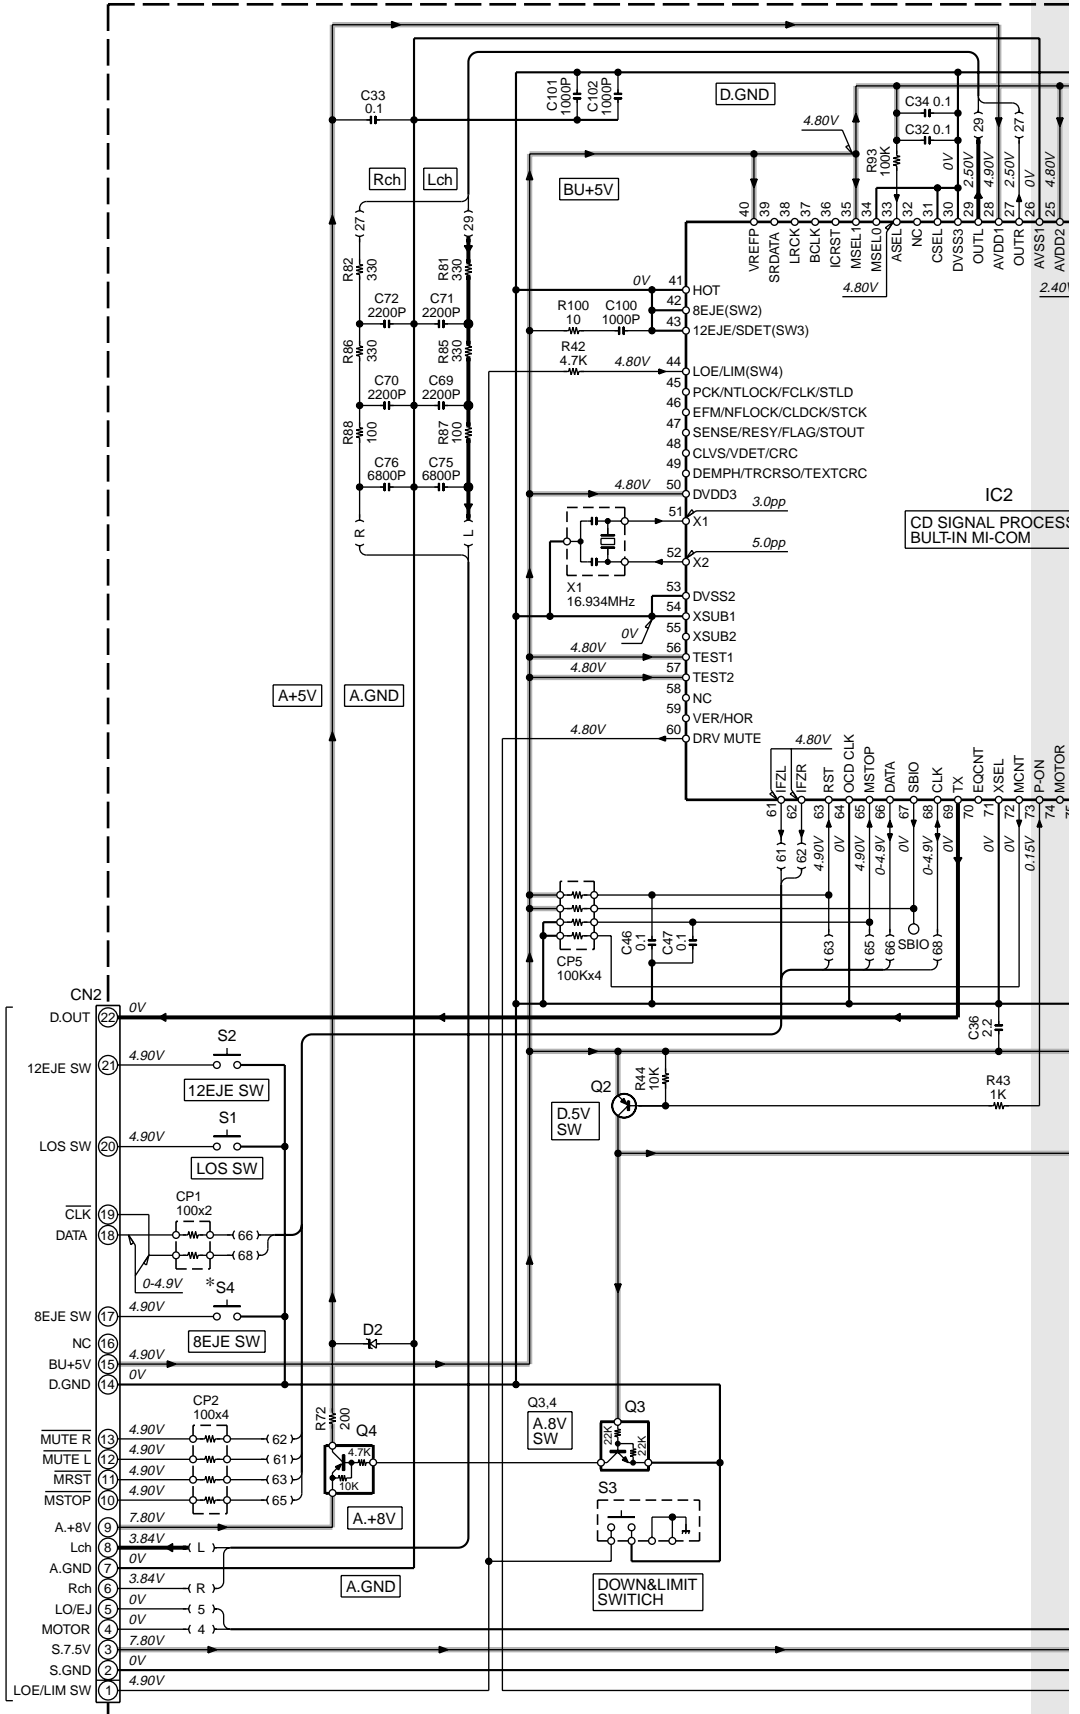 C33
0.1
C101
1000P
C102
1000P
D.GND
C34 0.1
C32 0.1
4.80V
R93
100K
0V
2.50V
29
4.90V
2.50V
27
0V
4.80V
Rch
Lch
BU+5V
40
39
38
37
36
35
34
33
32
31
30
29
28
27
26
25
VREFP
SRDATA
LRCK
BCLK
ICRST
MSEL1
MSEL0
ASEL
NC
CSEL
DVSS3
OUTL
AVDD1
OUTR
AVSS1
AVDD2
27
29
R82
330
R81
330
4.80V
2.40V
0V
41
HOT
42
8EJE(SW2)
43
12EJE/SDET(SW3)
C72
2200P
C71
2200P
R100
10
C100
1000P
R86
330
R85
330
R42
4.7K
4.80V
44
LOE/LIM(SW4)
45
PCK/NTLOCK/FCLK/STLD
46
EFM/NFLOCK/CLDCK/STCK
47
SENSE/RESY/FLAG/STOUT
48
CLVS/VDET/CRC
49
DEMPH/TRCRSO/TEXTCRC
C70
2200P
C69
2200P
R88
100
R87
100
C76
6800P
C75
6800P
4.80V
50
DVDD3
3.0pp
51
X1
5.0pp
52
X2
R
L
IC2
CD SIGNAL PROCESS
BULT-IN MI-COM
X1
16.934MHz
53
DVSS2
54
XSUB1
55
XSUB2
0V
4.80V
56
TEST1
4.80V
57
TEST2
58
NC
59
VER/HOR
4.80V
60
DRV MUTE
A+5V
A.GND
4.80V
IFZL
IFZR
RST
OCD CLK
MSTOP
DATA
SBIO
CLK
TX
EQCNT
XSEL
MCNT
P-ON
MOTOR
61
62
63
64
65
66
67
68
69
70
71
72
73
74
75
61
62
4.90V
0V
4.90V
0-4.9V
0V
0-4.9V
0V
0V
0V
0.15V
CP5
100Kx4
C46
0.1
C47
0.1
63
65
66
SBIO
68
CN2
D.OUT
22
0V
C36
2.2
12EJE SW
21
4.90V
S2
12EJE SW
Q2
R44
10K
R43
1K
D.5V
SW
LOS SW
20
4.90V
S1
LOS SW
CLK
19
DATA
18
CP1
100x2
66
68
0-4.9V
*S4
8EJE SW
17
4.90V
8EJE SW
NC
16
BU+5V
15
4.90V
D.GND
14
0V
D2
CP2
100x4
R72
200
Q4
4.7K
10K
Q3,4
A.8V
SW
Q3
22K
22K
MUTE R
13
4.90V
62
MUTE L
12
4.90V
61
MRST
11
4.90V
63
MSTOP
10
4.90V
65
A.+8V
S3
A.+8V
9
7.80V
Lch
8
3.84V
L
A.GND
7
0V
A.GND
Rch
6
3.84V
R
DOWN&LIMIT
SWITICH
LO/EJ
5
0V
5
MOTOR
4
0V
4
S.7.5V
3
7.80V
S.GND
2
0V
LOE/LIM SW
1
4.90V